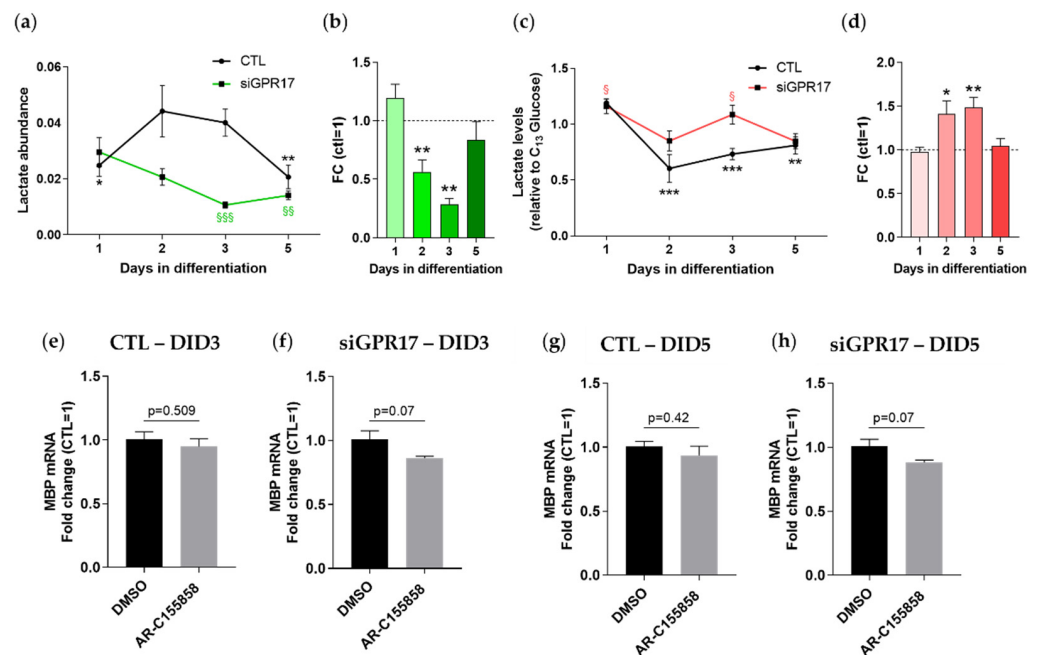 (a)
CTL
siGPR17
Lactate abundance
0.06
0.04
0.02
0.00
*
**
§§§
§§
1 2 3 5
Days in differentiation
(b)
FC (ctl=1)
1.5
1.0
0.5
0.0
**
**
1 2 3 5
Days in differentiation
(c)
CTL
siGPR17
Lactate levels
(relative to C13 Glucose)
1.5
1.0
0.5
0.0
§
§
***
***
**
1 2 3 5
Days in differentiation
(d)
FC (ctl=1)
2.0
1.5
1.0
0.5
0.0
*
**
1 2 3 5
Days in differentiation
(e) CTL – DID3
MBP mRNA
Fold change (CTL=1)
1.5
1.0
0.5
0.0
p=0.509
DMSO
AR-C155858
(f) siGPR17 – DID3
MBP mRNA
Fold change (CTL=1)
1.5
1.0
0.5
0.0
p=0.07
DMSO
AR-C155858
(g) CTL – DID5
MBP mRNA
Fold change (CTL=1)
1.5
1.0
0.5
0.0
p=0.42
DMSO
AR-C155858
(h) siGPR17 – DID5
MBP mRNA
Fold change (CTL=1)
1.5
1.0
0.5
0.0
p=0.07
DMSO
AR-C155858